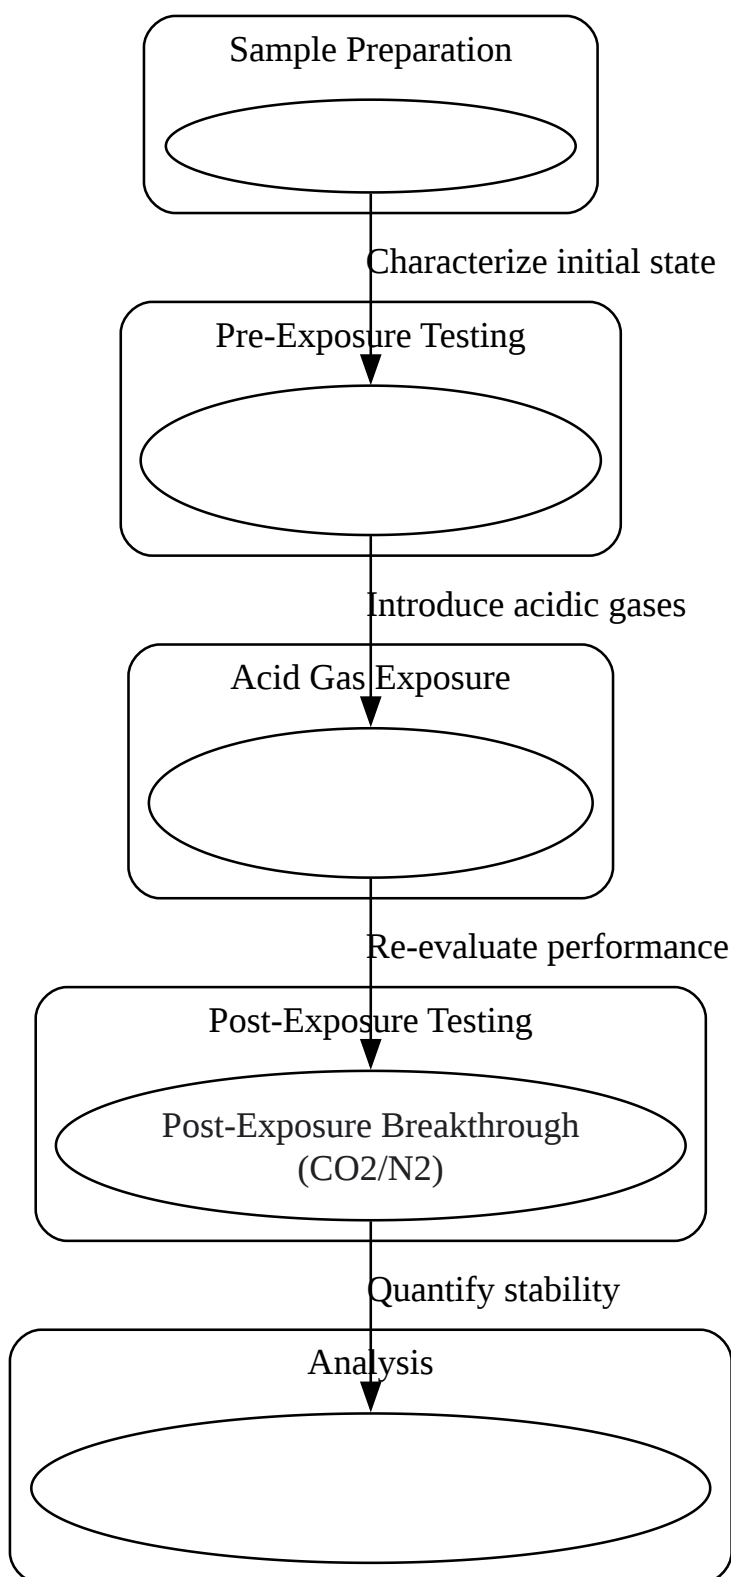 Sample Preparation
Characterize initial state
Pre-Exposure Testing
Introduce acidic gases
Acid Gas Exposure
Re-evaluate performance
Post-Exposure Testing
Post-Exposure Breakthrough
(CO2/N2)
Quantify stability
Analysis